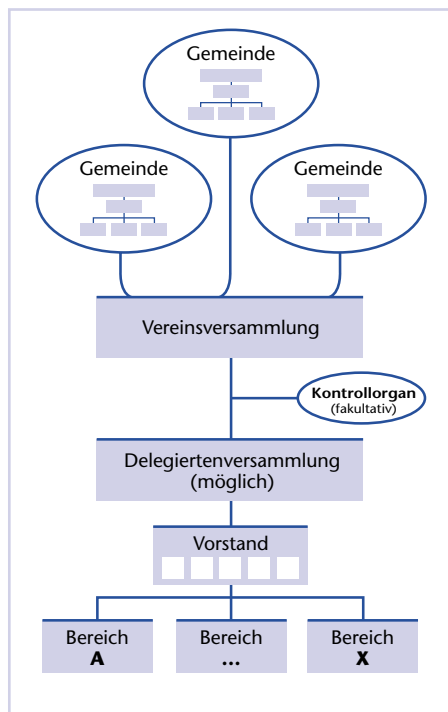 Gemeinde
Gemeinde
Gemeinde
Vereinsversammlung
Kontrollorgan
(fakultativ)
Delegiertenversammlung
(möglich)
Vorstand
Bereich
A
Bereich
...
Bereich
X